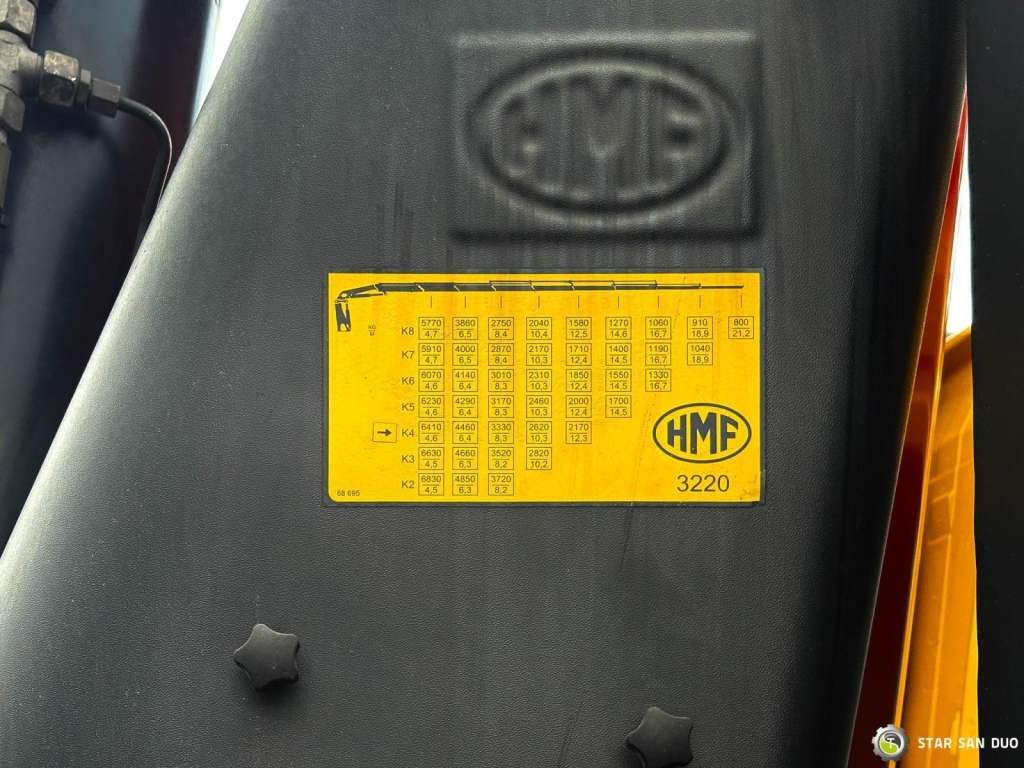 HMF
KG
M
K8 5770 3860 2750 2040 1580 1270 1060 910 800
4,7 6,5 8,4 10,4 12,5 14,6 16,7 18,9 21,2
K7 5910 4000 2870 2170 1710 1400 1190 1040
4,7 6,5 8,4 10,3 12,4 14,5 16,7 18,9
K6 6070 4140 3010 2310 1850 1550 1330
4,6 6,4 8,3 10,3 12,4 14,5 16,7
K5 6230 4290 3170 2460 2000 1700
4,6 6,4 8,3 10,3 12,4 14,5
→ K4 6410 4460 3330 2620 2170
4,6 6,4 8,3 10,3 12,3
K3 6630 4660 3520 2820
4,5 6,3 8,2 10,2
K2 6830 4850 3720
4,5 6,3 8,2
HMF
3220
68 695
STAR SAN DUO